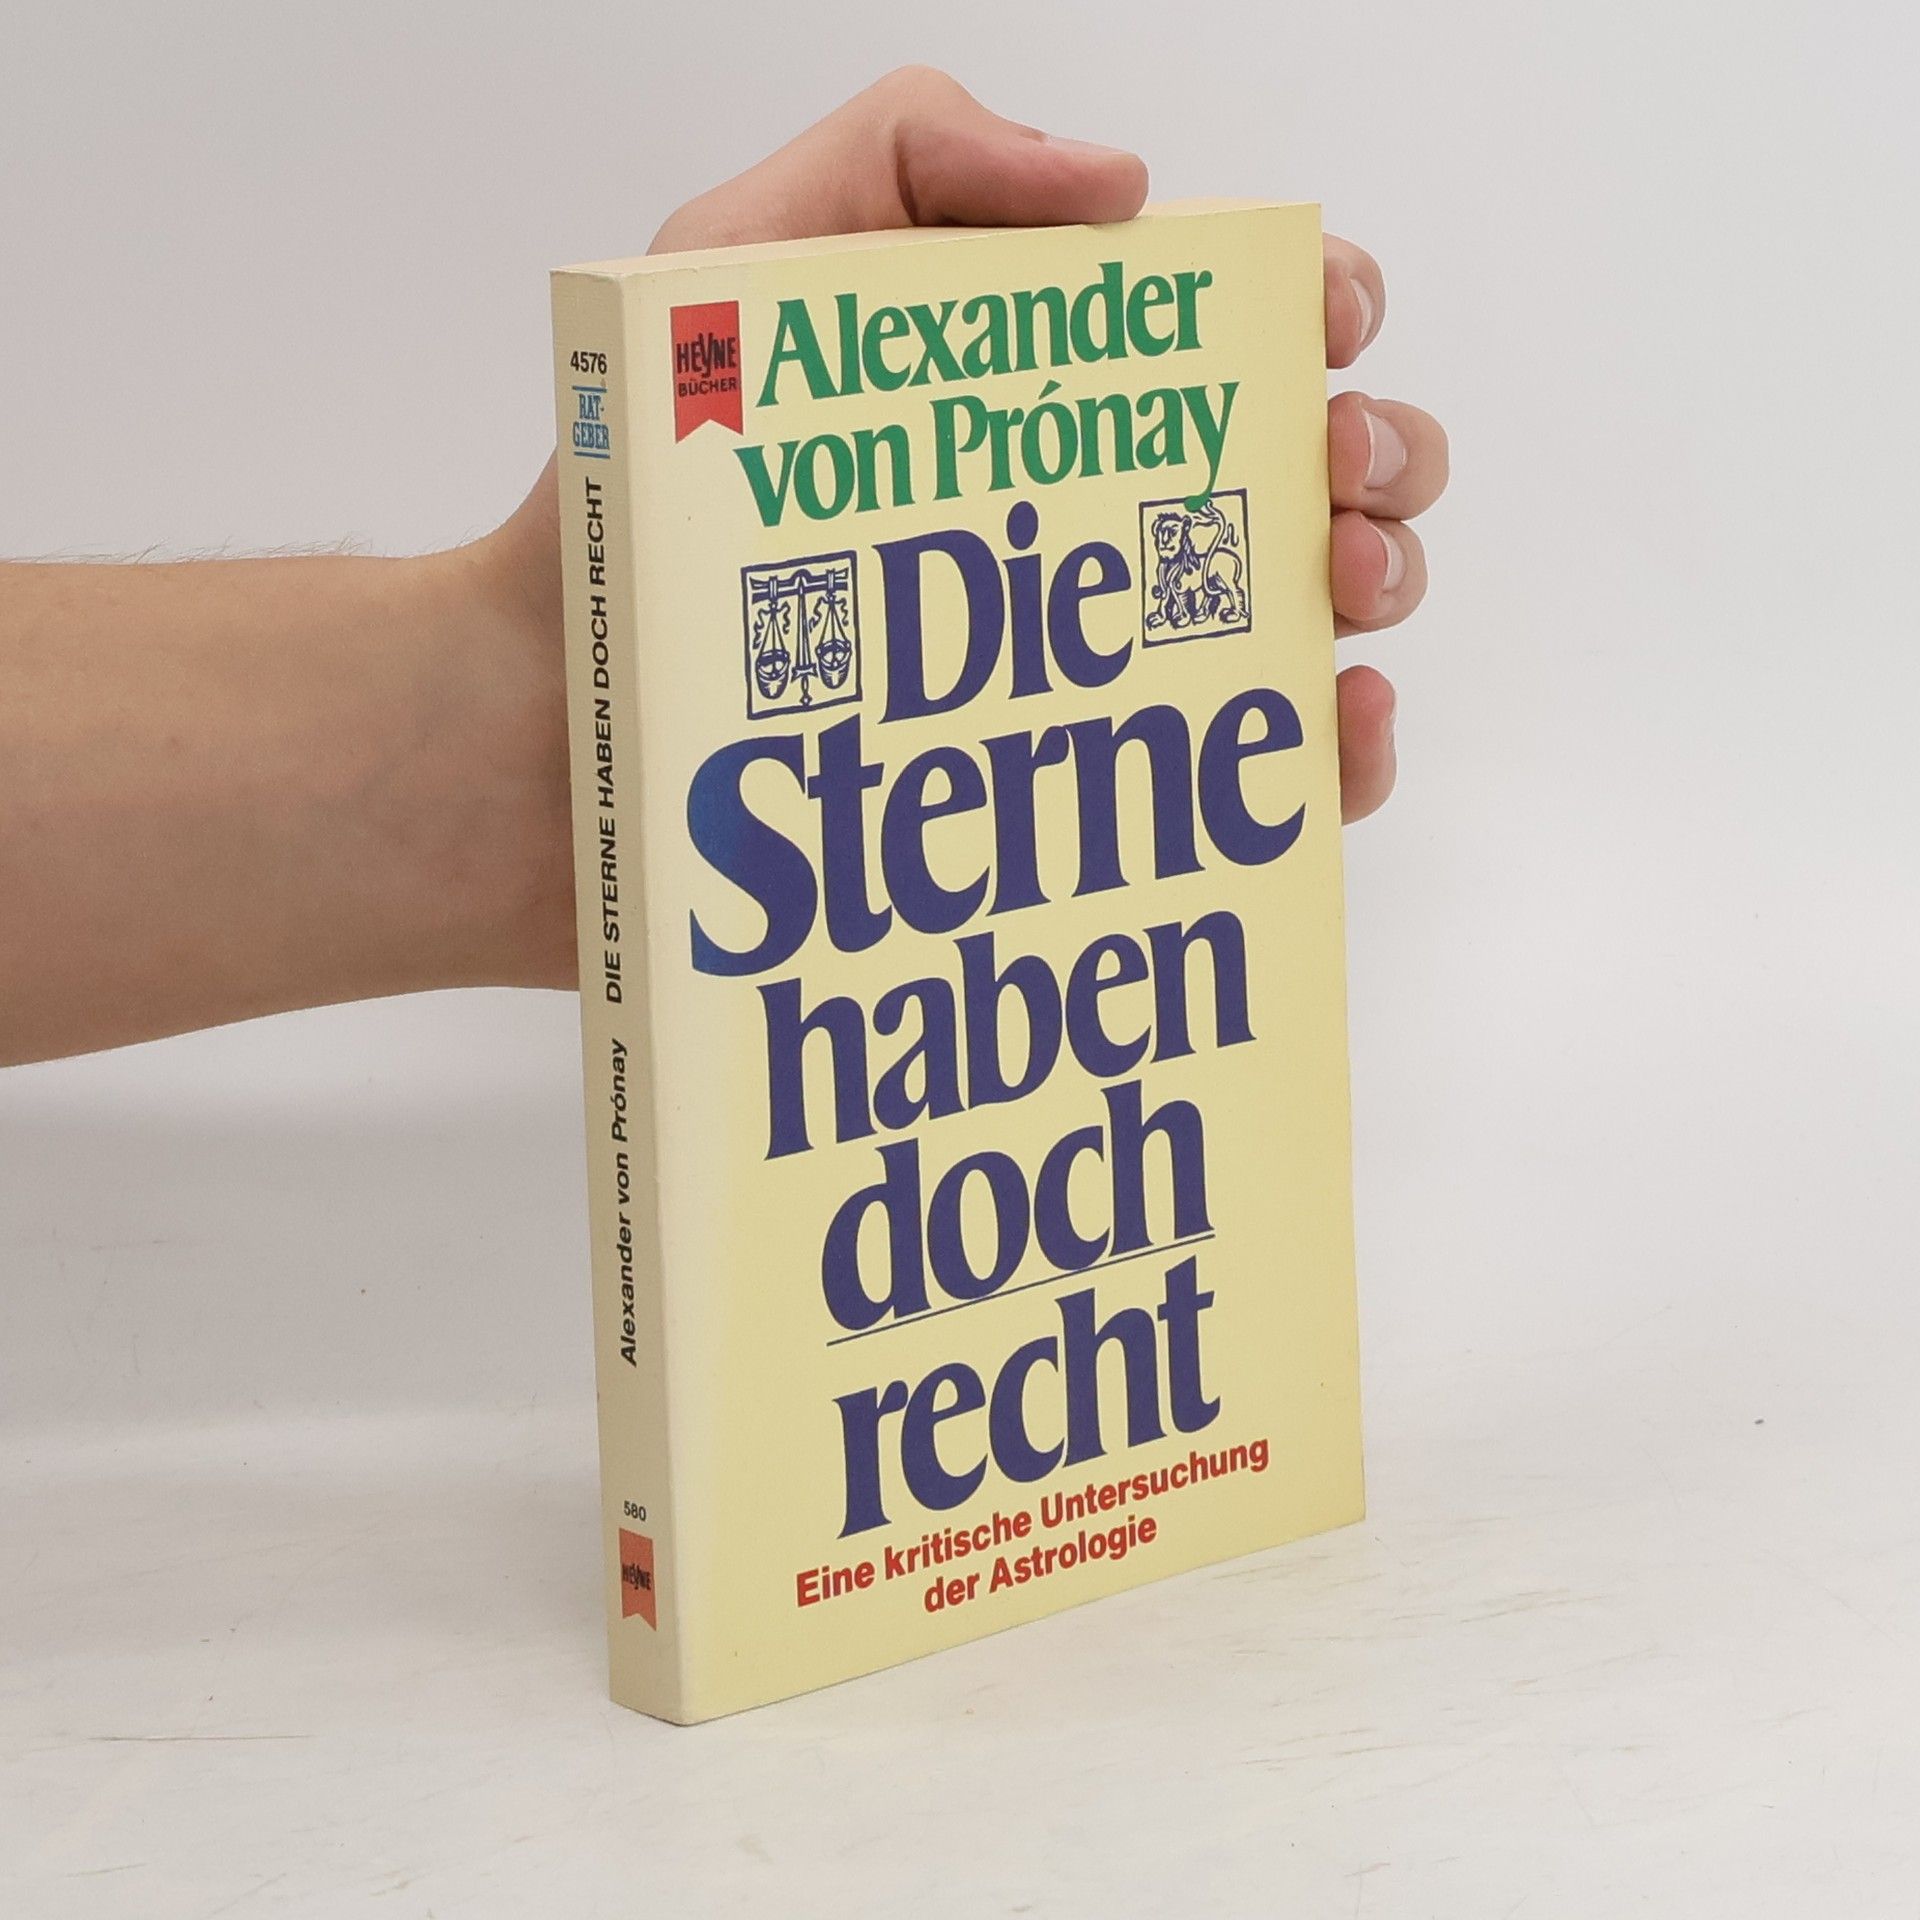 HEYNE
BÜCHER
Alexander
von Prónay
Die
Sterne
haben
doch
recht
Eine kritische Untersuchung
der Astrologie
4576
RAT-
GEBER
Alexander von Prónay DIE STERNE HABEN DOCH RECHT
580
HEYNE